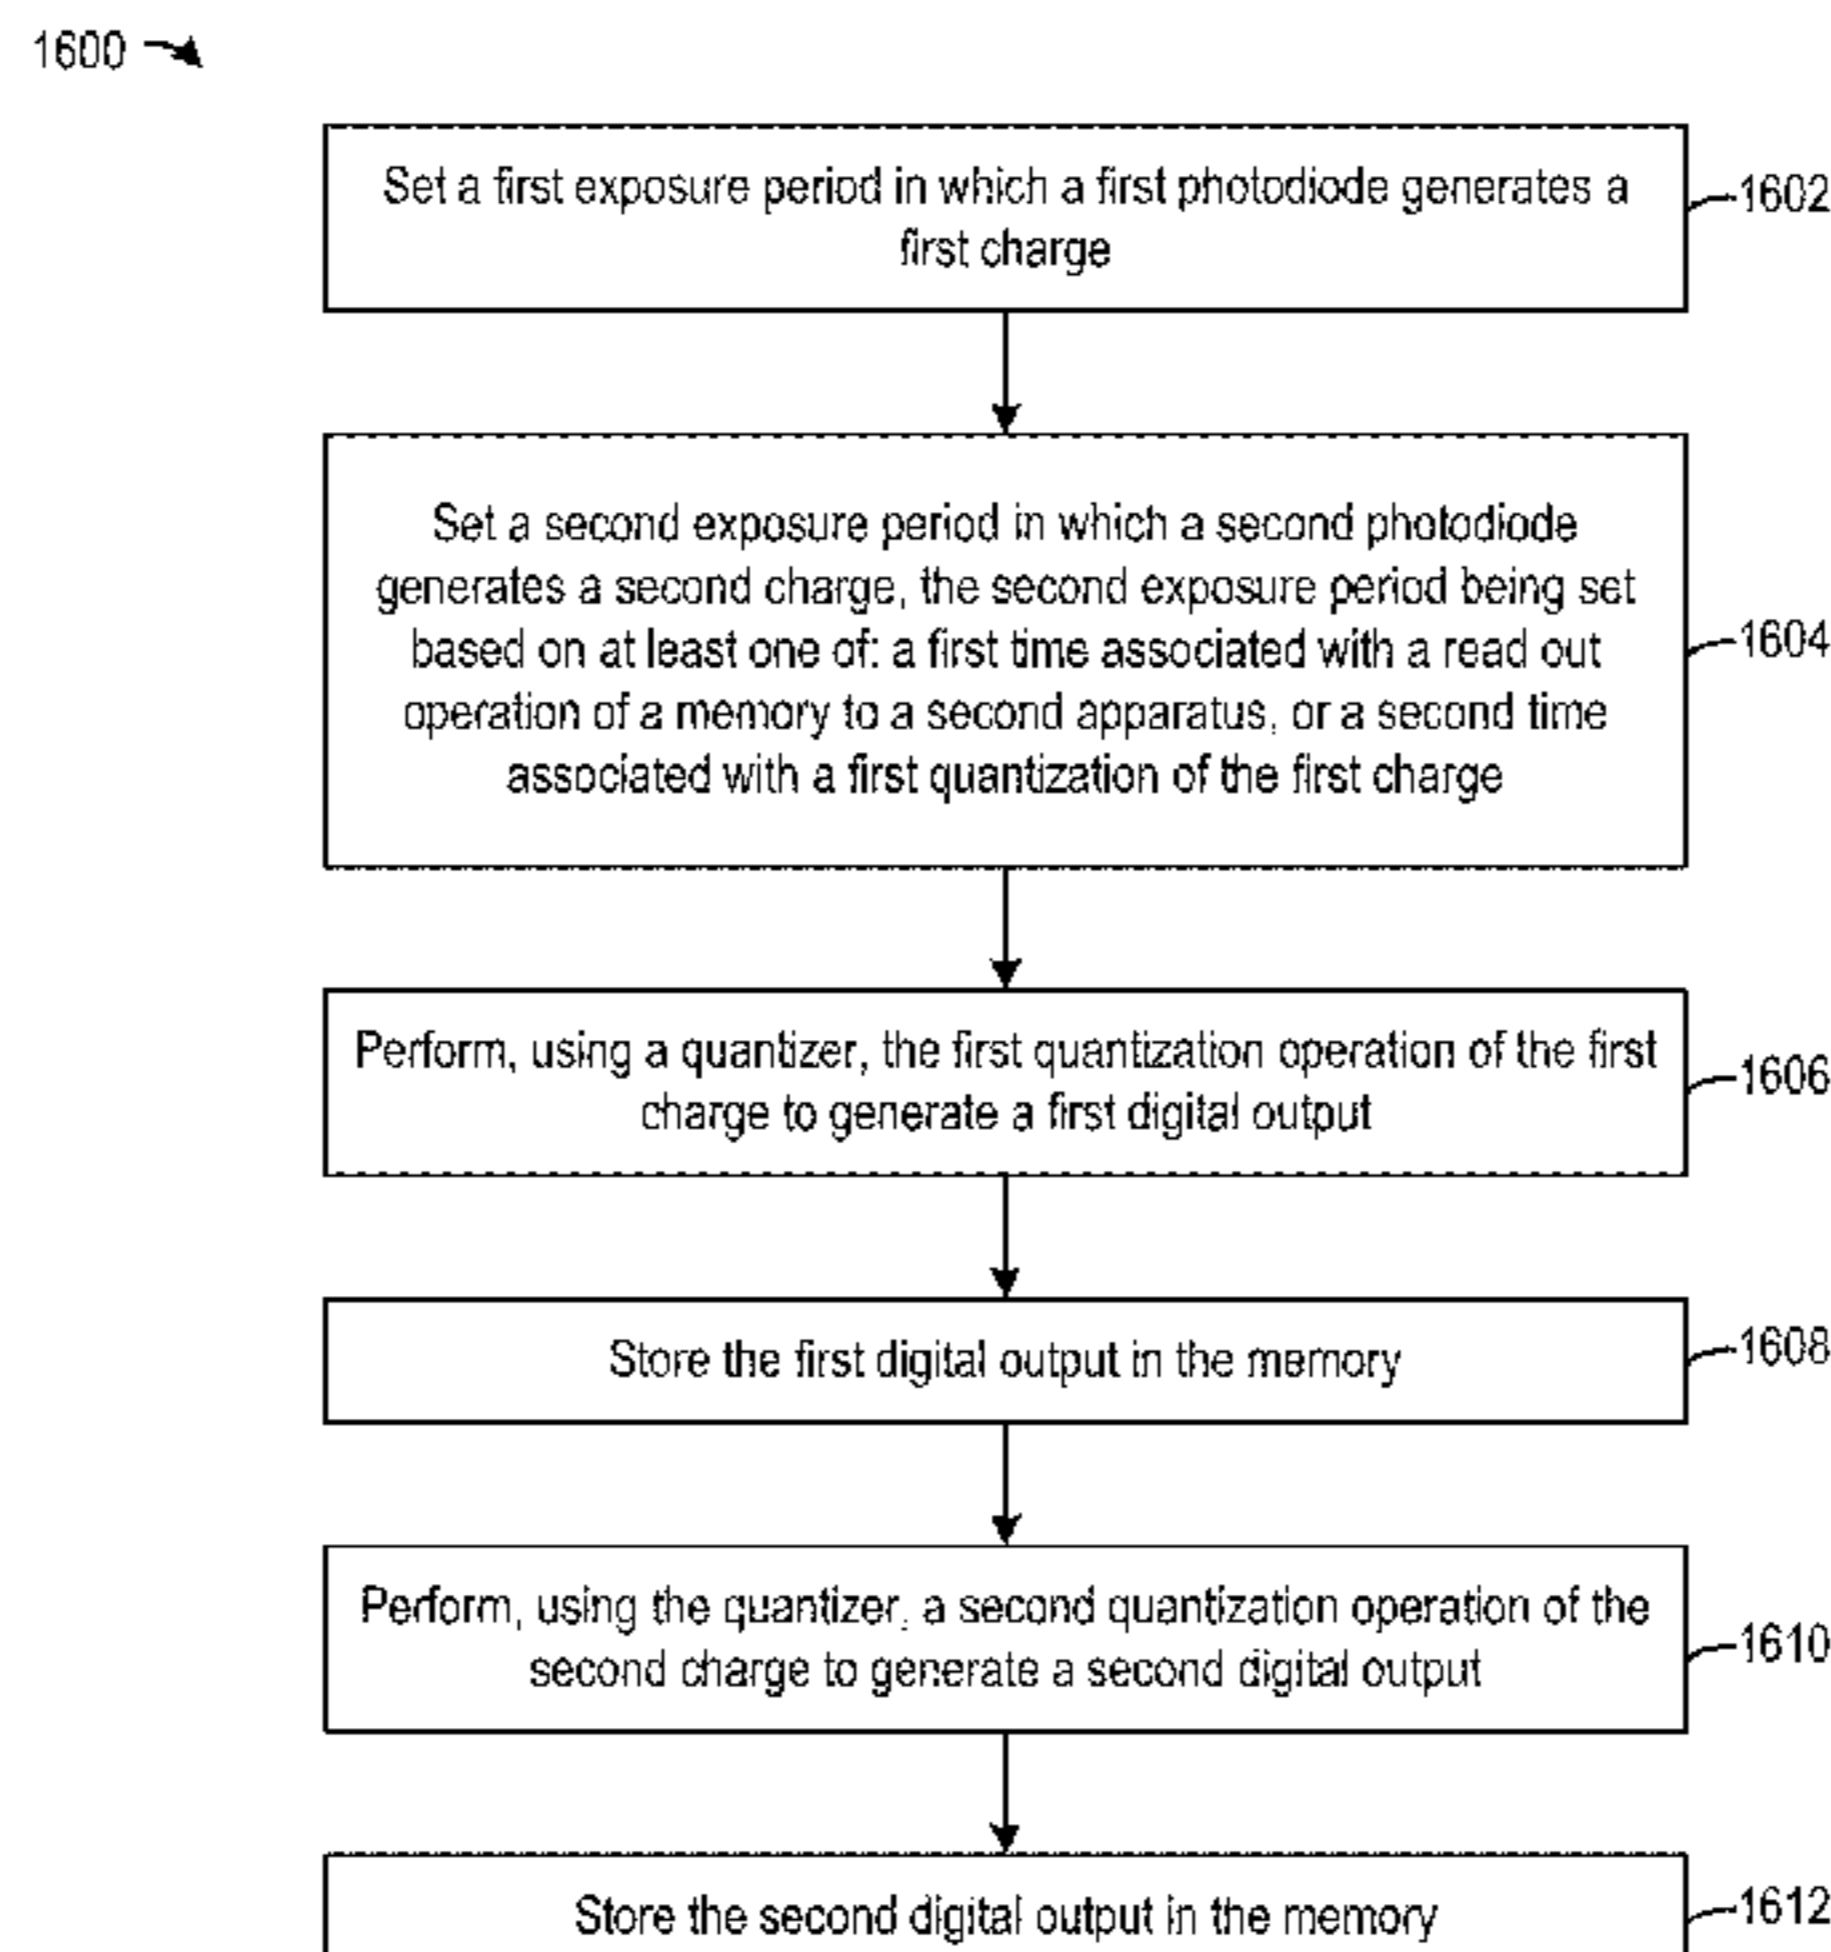 1600
Set a first exposure period in which a first photodiode generates a
first charge
1602
Set a second exposure period in which a second photodiode
generates a second charge, the second exposure period being set
based on at least one of: a first time associated with a read out
operation of a memory to a second apparatus, or a second time
associated with a first quantization of the first charge
1604
Perform, using a quantizer, the first quantization operation of the first
charge to generate a first digital output
1606
Store the first digital output in the memory
1608
Perform, using the quantizer, a second quantization operation of the
second charge to generate a second digital output
1610
Store the second digital output in the memory
1612